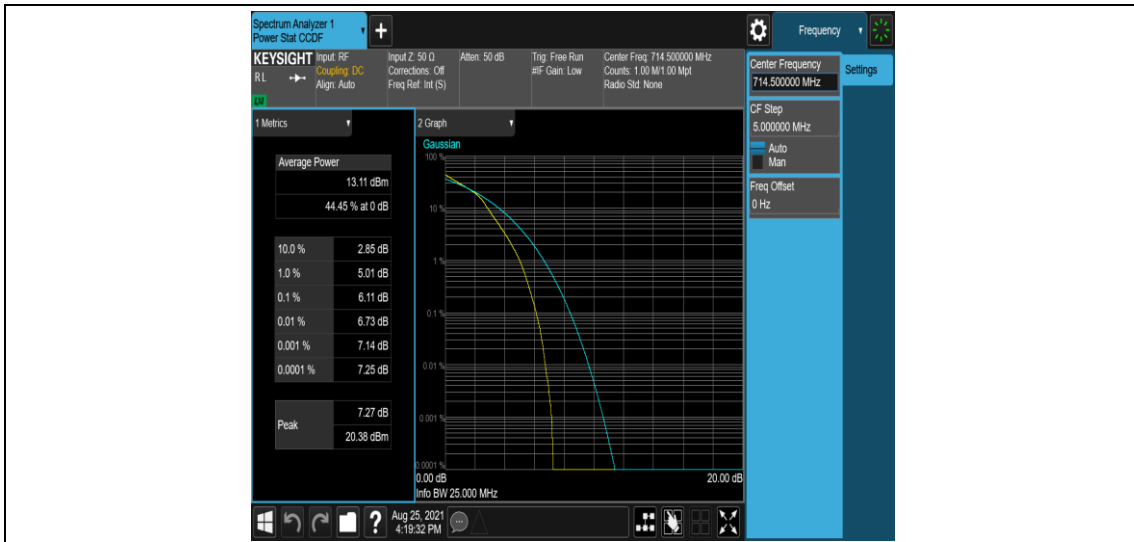 Spectrum Analyzer 1
Power Stat CCDF
Frequency
KEYSIGHT
R L
LXI
Input: RF
Coupling: DC
Align: Auto
Input Z: 50 Ω
Corrections: Off
Freq Ref: Int (S)
Atten: 50 dB
Trig: Free Run
#IF Gain: Low
Center Freq: 714.500000 MHz
Counts: 1.00 M/1.00 Mpt
Radio Std: None
Center Frequency
714.500000 MHz
Settings
CF Step
5.000000 MHz
Auto
Man
Freq Offset
0 Hz
1 Metrics
Average Power
13.11 dBm
44.45 % at 0 dB
10.0 % 2.85 dB
1.0 % 5.01 dB
0.1 % 6.11 dB
0.01 % 6.73 dB
0.001 % 7.14 dB
0.0001 % 7.25 dB
Peak
7.27 dB
20.38 dBm
2 Graph
Gaussian
100 %
10 %
1 %
0.1 %
0.01 %
0.001 %
0.0001 %
0.00 dB 20.00 dB
Info BW 25.000 MHz
?
Aug 25, 2021
4:19:32 PM